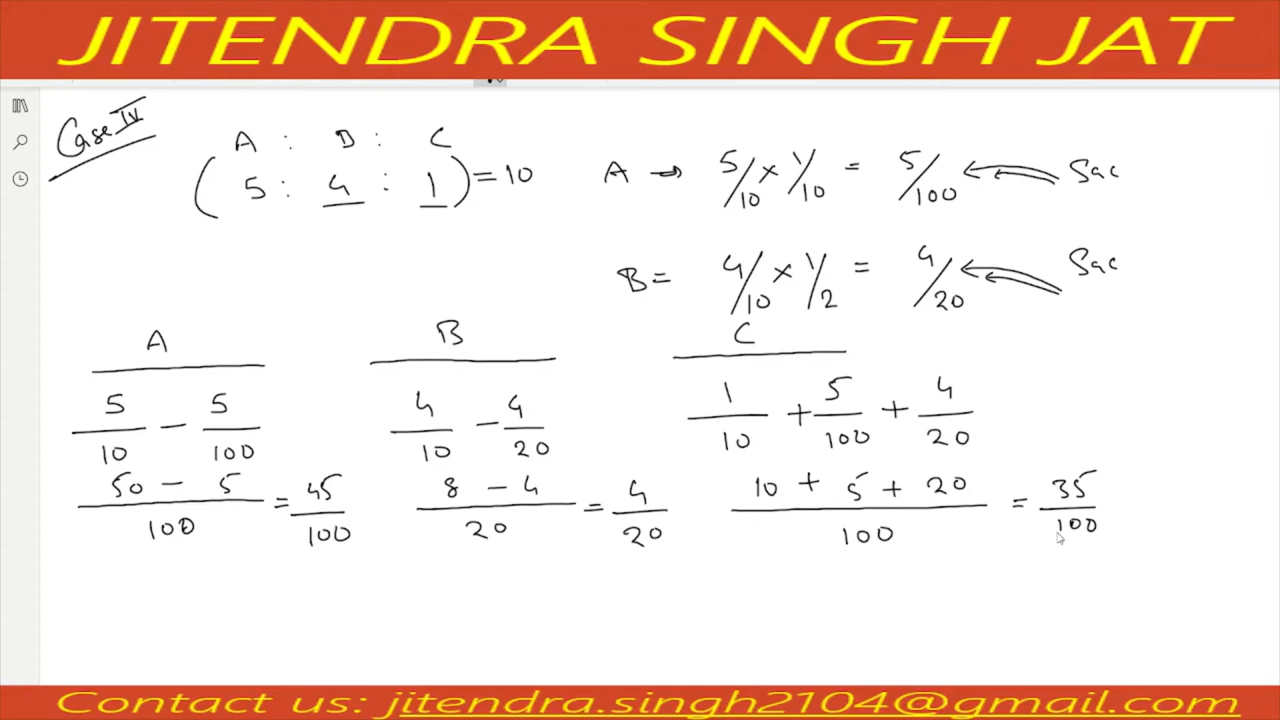 JITENDRA SINGH JAT
Case IV
A : B : C
(5 : 4 : 1) = 10
A → 5/10 × 1/10 = 5/100 Sac
B = 4/10 × 1/2 = 4/20 Sac
A B C
5/10 - 5/100 4/10 - 4/20 1/10 + 5/100 + 4/20
50 - 5/100 = 45/100 8 - 4/20 = 4/20 10 + 5 + 20/100 = 35/100
Contact us: jitendra.singh2104@gmail.com